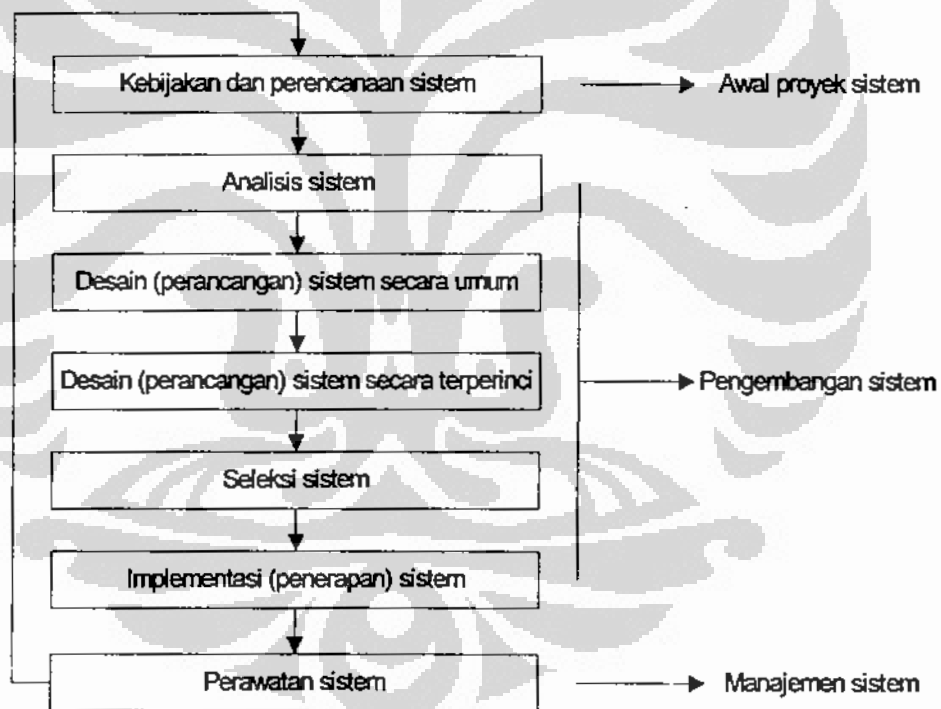 Kebijakan dan perencanaan sistem
Awal proyek sistem
Analisis sistem
Desain (perancangan) sistem secara umum
Desain (perancangan) sistem secara terperinci
Pengembangan sistem
Seleksi sistem
Implementasi (penerapan) sistem
Perawatan sistem
Manajemen sistem